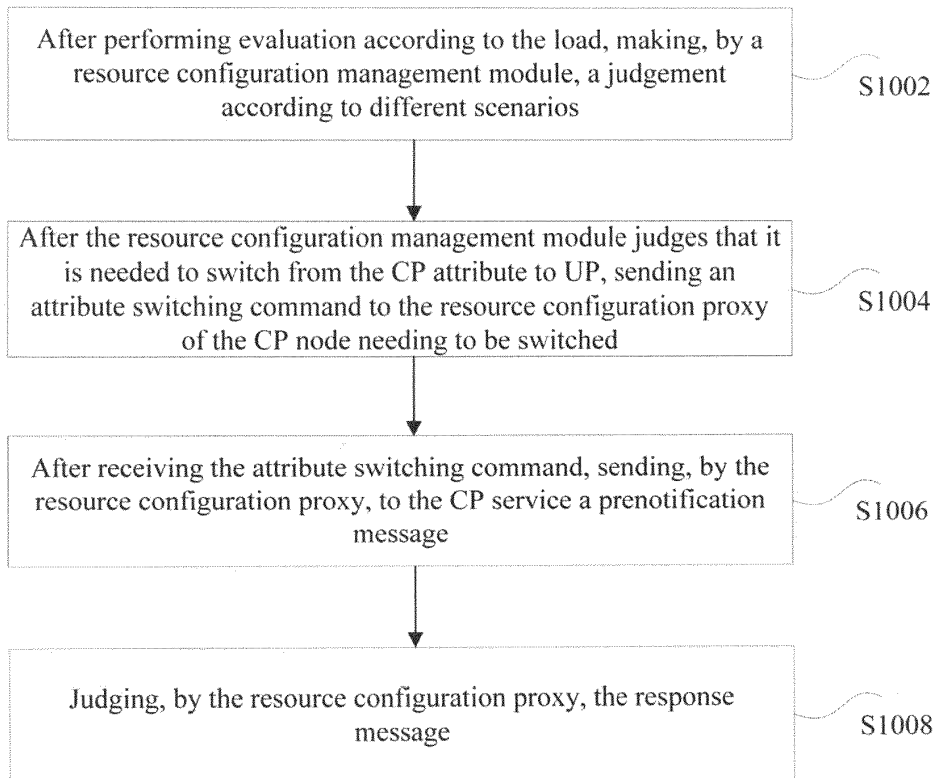 After performing evaluation according to the load, making, by a
resource configuration management module, a judgement
according to different scenarios
S1002
After the resource configuration management module judges that it
is needed to switch from the CP attribute to UP, sending an
attribute switching command to the resource configuration proxy
of the CP node needing to be switched
S1004
After receiving the attribute switching command, sending, by the
resource configuration proxy, to the CP service a prenotification
message
S1006
Judging, by the resource configuration proxy, the response
message
S1008